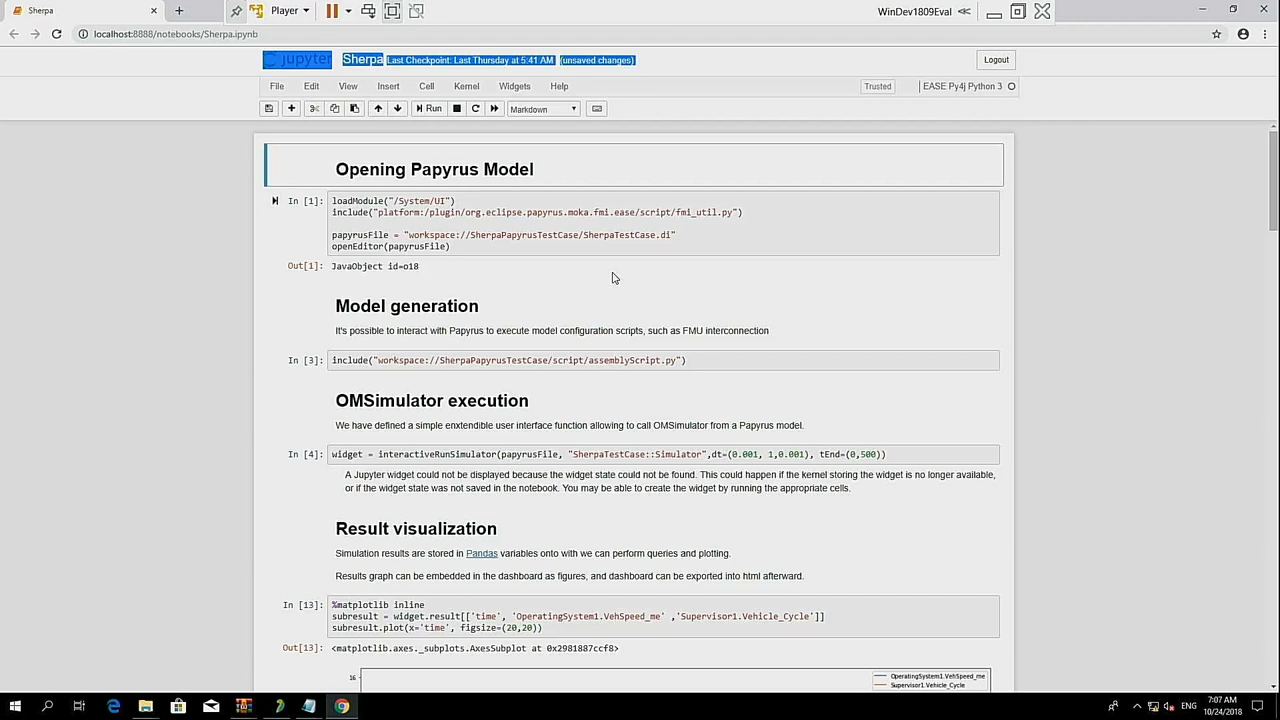 Sherpa
Player
WinDev1809Eval
localhost:8888/notebooks/Sherpa.ipynb
jupyter Sherpa Last Checkpoint: Last Thursday at 5:41 AM (unsaved changes)
Logout
File Edit View Insert Cell Kernel Widgets Help
Trusted
EASE Py4j Python 3
Run
Markdown
Opening Papyrus Model
In [1]: loadModule("/System/UI")
include("platform:/plugin/org.eclipse.papyrus.moka.fmi.ease/script/fmi_util.py")
papyrusFile = "workspace://SherpaPapyrusTestCase/SherpaTestCase.di"
openEditor(papyrusFile)
Out[1]: JavaObject id=o18
Model generation
It's possible to interact with Papyrus to execute model configuration scripts, such as FMU interconnection
In [3]: include("workspace://SherpaPapyrusTestCase/script/assemblyScript.py")
OMSimulator execution
We have defined a simple enxtendible user interface function allowing to call OMSimulator from a Papyrus model.
In [4]: widget = interactiveRunSimulator(papyrusFile, "SherpaTestCase::Simulator",dt=(0.001, 1,0.001), tEnd=(0,500))
A Jupyter widget could not be displayed because the widget state could not be found. This could happen if the kernel storing the widget is no longer available,
or if the widget state was not saved in the notebook. You may be able to create the widget by running the appropriate cells.
Result visualization
Simulation results are stored in Pandas variables onto with we can perform queries and plotting.
Results graph can be embedded in the dashboard as figures, and dashboard can be exported into html afterward.
In [13]: %matplotlib inline
subresult = widget.result[['time', 'OperatingSystem1.VehSpeed_me' ,'Supervisor1.Vehicle_Cycle']]
subresult.plot(x='time', figsize=(20,20))
Out[13]: <matplotlib.axes._subplots.AxesSubplot at 0x2981887ccf8>
16
OperatingSystem1.VehSpeed_me
Supervisor1.Vehicle_Cycle
ENG
7:07 AM
10/24/2018